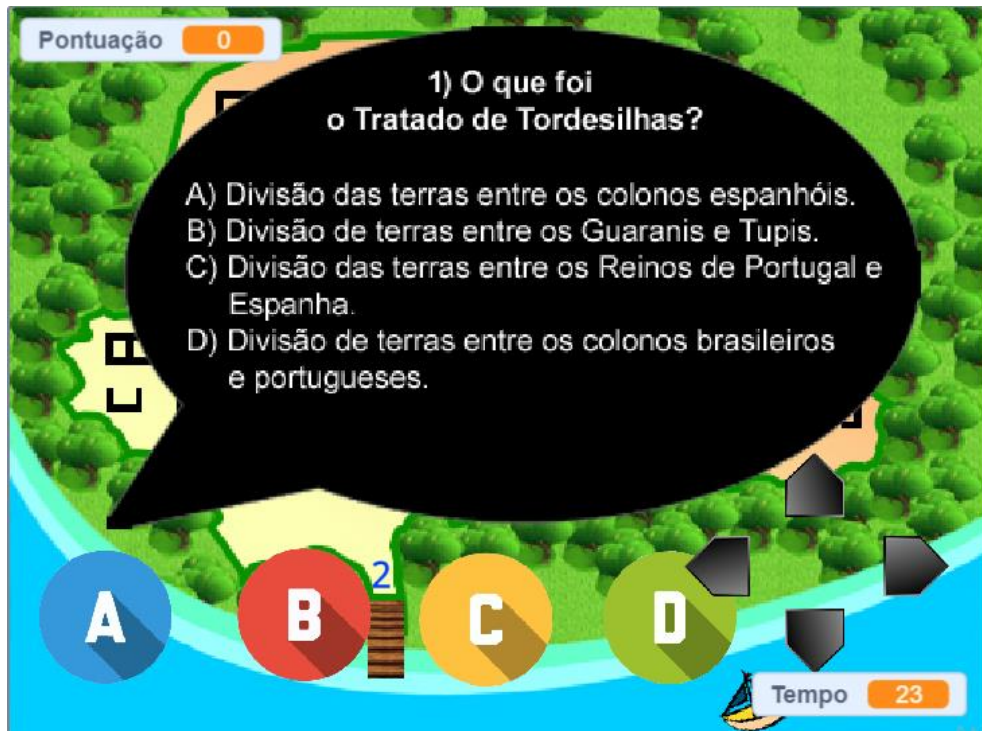 Pontuação 0
1) O que foi
o Tratado de Tordesilhas?
A) Divisão das terras entre os colonos espanhóis.
B) Divisão de terras entre os Guaranis e Tupis.
C) Divisão das terras entre os Reinos de Portugal e
Espanha.
D) Divisão de terras entre os colonos brasileiros
e portugueses.
2
A B C D
Tempo 23